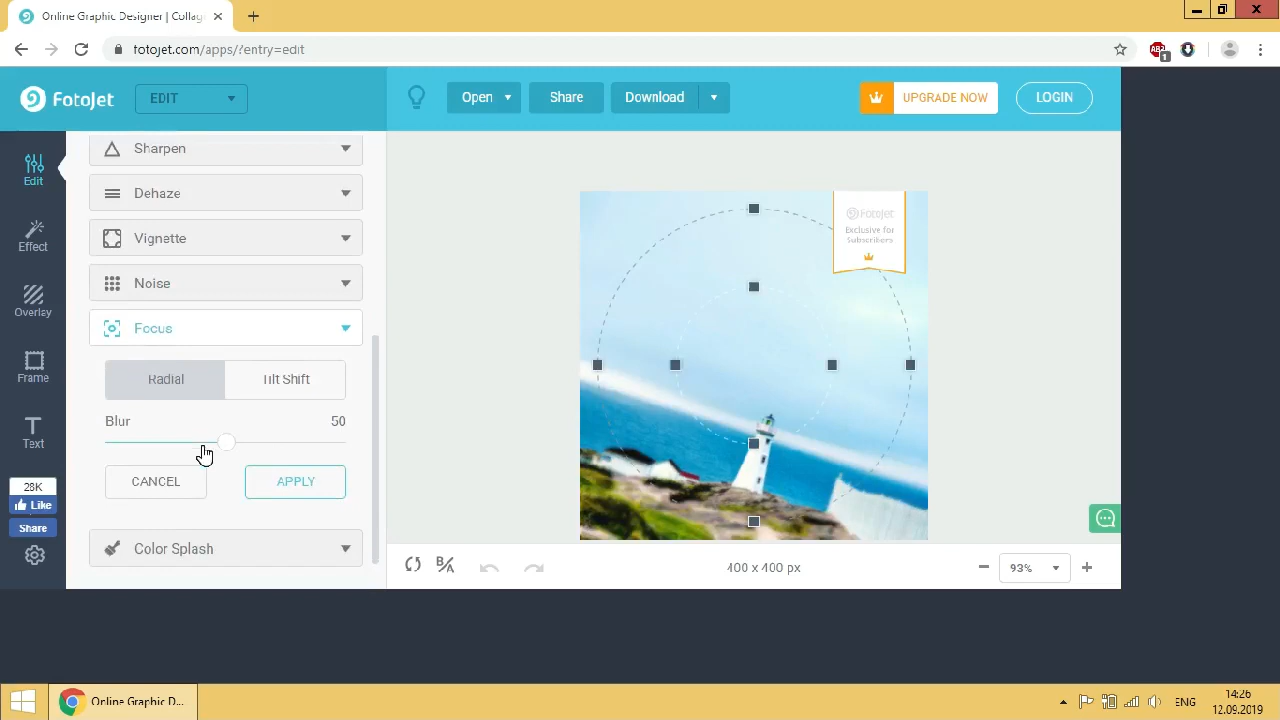 Online Graphic Designer | Collag
fotojet.com/apps/?entry=edit
1
FotoJet
EDIT
Open
Share
Download
UPGRADE NOW
LOGIN
Edit
Effect
Overlay
Frame
Text
28K
Like
Share
Sharpen
Dehaze
Vignette
Noise
Focus
Radial
Tilt Shift
Blur
50
CANCEL
APPLY
Color Splash
FotoJet
Exclusive for
Subscribers
B/A
400 x 400 px
93%
Online Graphic D...
ENG
14:26
12.09.2019